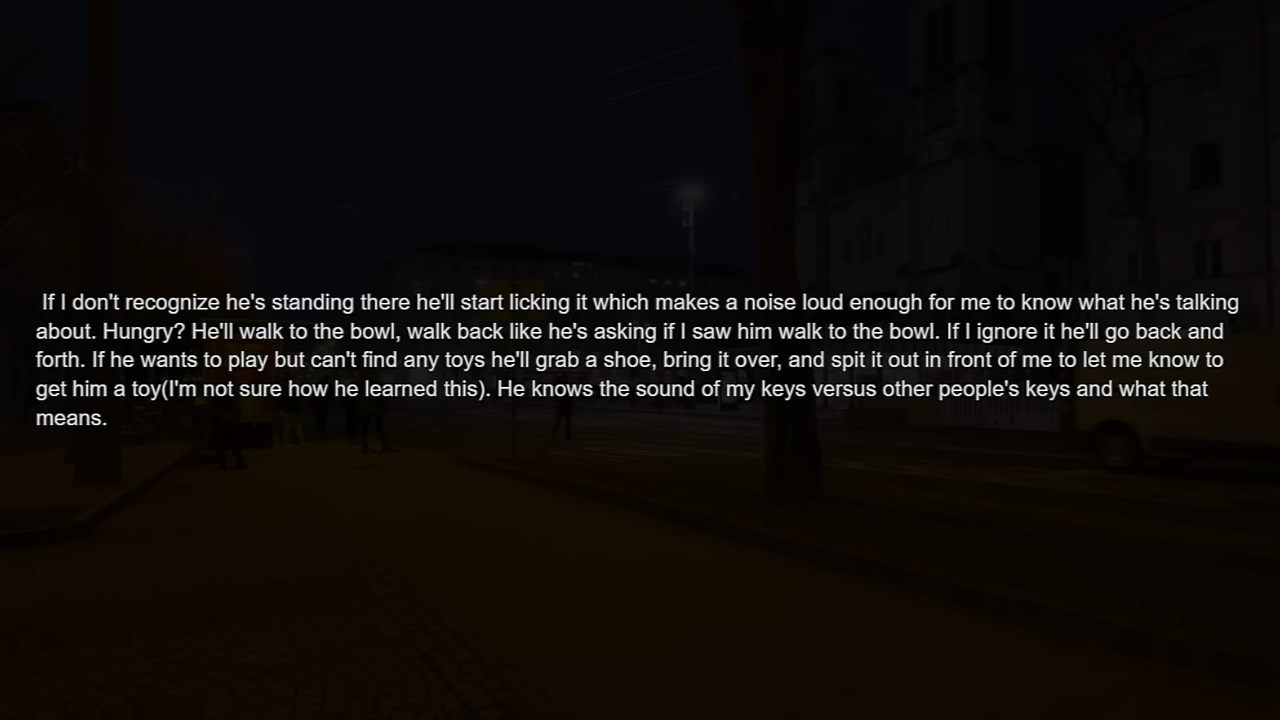 If I don't recognize he's standing there he'll start licking it which makes a noise loud enough for me to know what he's talking
about. Hungry? He'll walk to the bowl, walk back like he's asking if I saw him walk to the bowl. If I ignore it he'll go back and
forth. If he wants to play but can't find any toys he'll grab a shoe, bring it over, and spit it out in front of me to let me know to
get him a toy(I'm not sure how he learned this). He knows the sound of my keys versus other people's keys and what that
means.